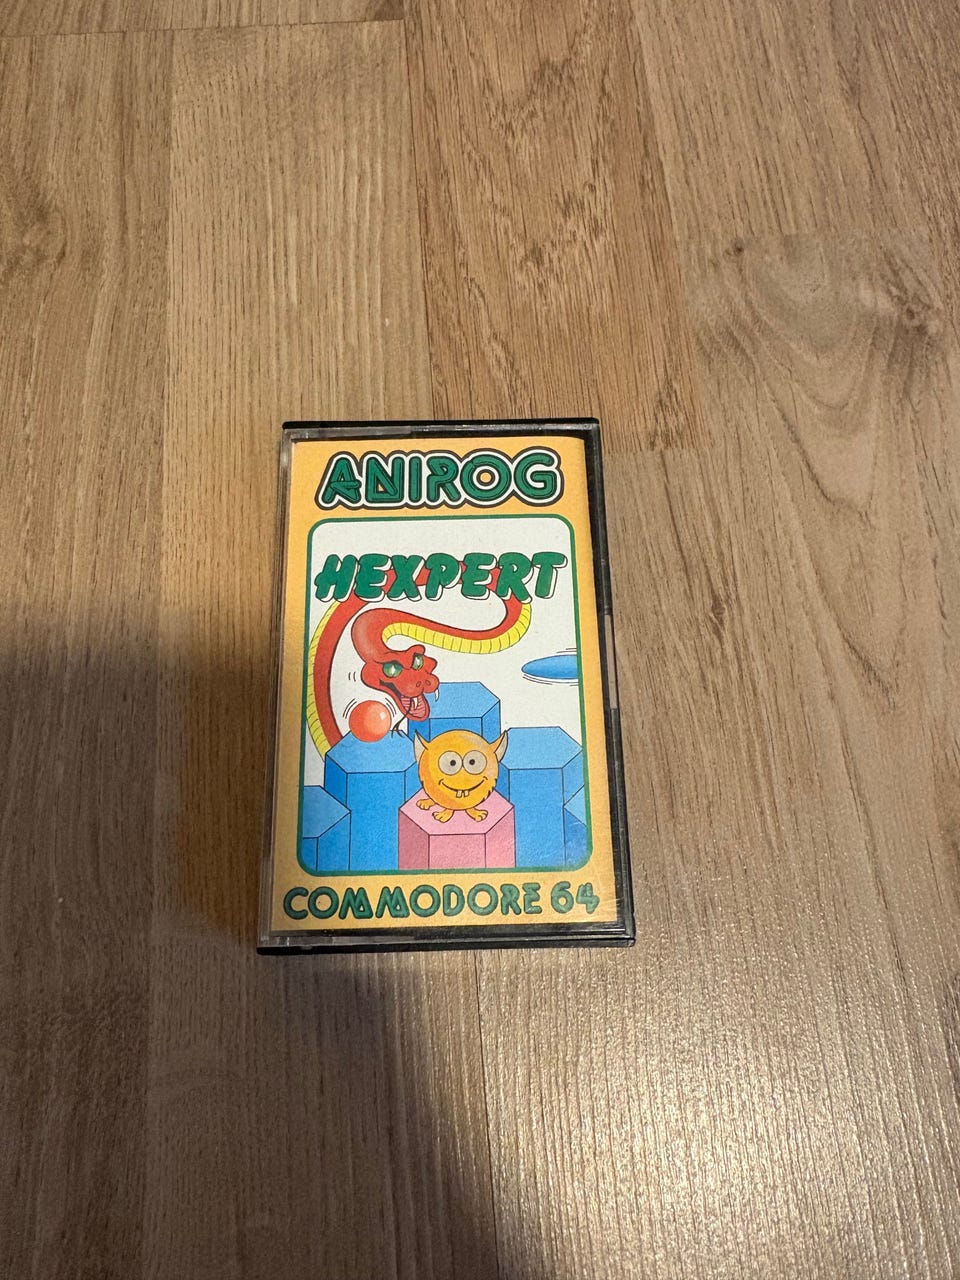 ANIROG
HEXPERT
COMMODORE 64